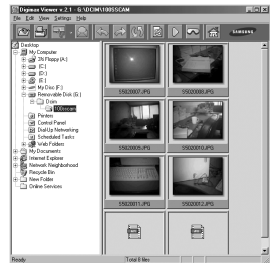 Digimax Viewer v 2.1 - G:\DCIM\100SSCAM
File Edit View Settings Help
SAMSUNG
Desktop
My Computer
3½ Floppy (A:)
(C:)
(D:)
(E:)
My Disc (F:)
Removable Disk (G:)
Dcim
100sscam
Printers
Control Panel
Dial-Up Networking
Scheduled Tasks
Web Folders
My Documents
Internet Explorer
Network Neighborhood
Recycle Bin
New Folder
Online Services
S5020007.JPG S5020008.JPG
S5020009.JPG S5020010.JPG
S5020011.JPG S5020012.JPG
Ready Total 8 files